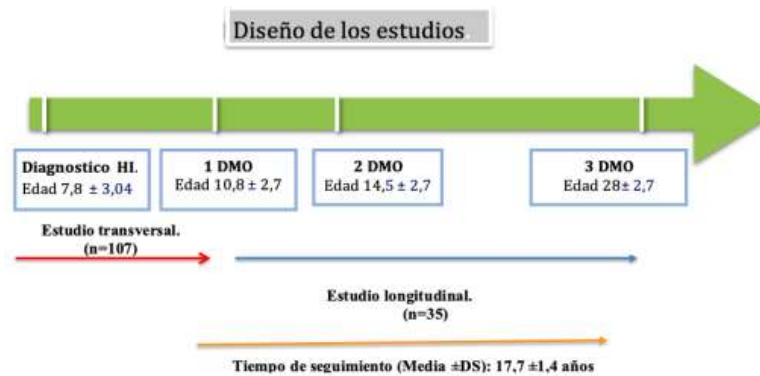 Diseño de los estudios.
Diagnostico HI.
Edad 7,8 ± 3,04
1 DMO
Edad 10,8 ± 2,7
2 DMO
Edad 14,5 ± 2,7
3 DMO
Edad 28± 2,7
Estudio transversal.
(n=107)
Estudio longitudinal.
(n=35)
Tiempo de seguimiento (Media ±DS): 17,7 ±1,4 años